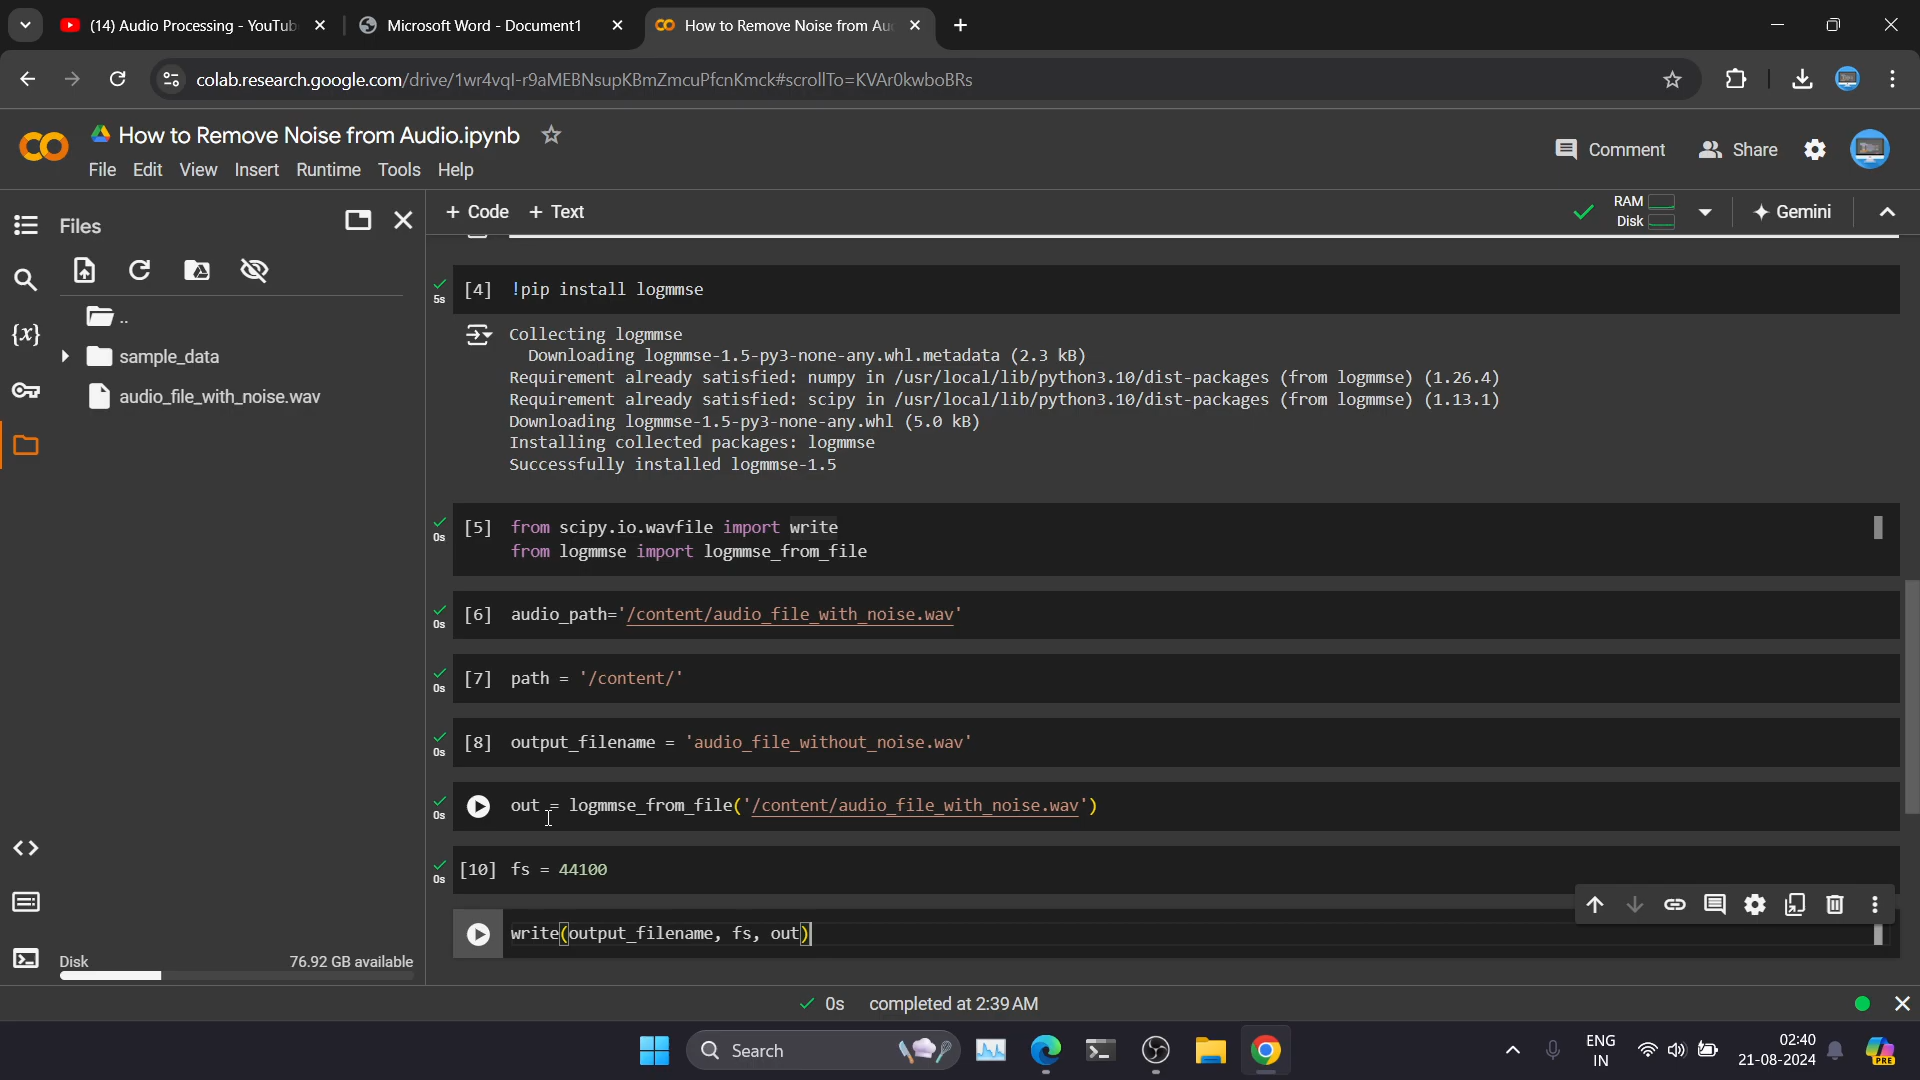 (14) Audio Processing - YouTub
Microsoft Word - Document1
How to Remove Noise from Au
colab.research.google.com/drive/1wr4vqI-r9aMEBNsupKBmZmcuPfcnKmck#scrollTo=KVAr0kwboBRs
How to Remove Noise from Audio.ipynb
File Edit View Insert Runtime Tools Help
Comment
Share
Files
+ Code + Text
RAM
Disk
Gemini
..
sample_data
audio_file_with_noise.wav
5s
[4] !pip install logmmse
Collecting logmmse
Downloading logmmse-1.5-py3-none-any.whl.metadata (2.3 kB)
Requirement already satisfied: numpy in /usr/local/lib/python3.10/dist-packages (from logmmse) (1.26.4)
Requirement already satisfied: scipy in /usr/local/lib/python3.10/dist-packages (from logmmse) (1.13.1)
Downloading logmmse-1.5-py3-none-any.whl (5.0 kB)
Installing collected packages: logmmse
Successfully installed logmmse-1.5
0s
[5] from scipy.io.wavfile import write
from logmmse import logmmse_from_file
0s
[6] audio_path='/content/audio_file_with_noise.wav'
0s
[7] path = '/content/'
0s
[8] output_filename = 'audio_file_without_noise.wav'
0s
out = logmmse_from_file('/content/audio_file_with_noise.wav')
0s
[10] fs = 44100
write(output_filename, fs, out)
{x}
Disk
76.92 GB available
0s completed at 2:39 AM
Search
ENG
IN
02:40
21-08-2024
PRE